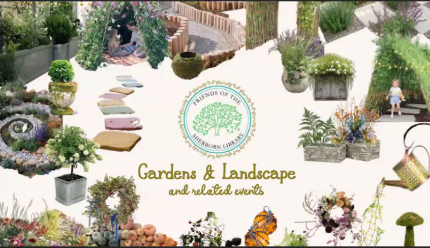 FRIENDS OF THE
SHERBORN LIBRARY
Gardens & Landscape
and related events